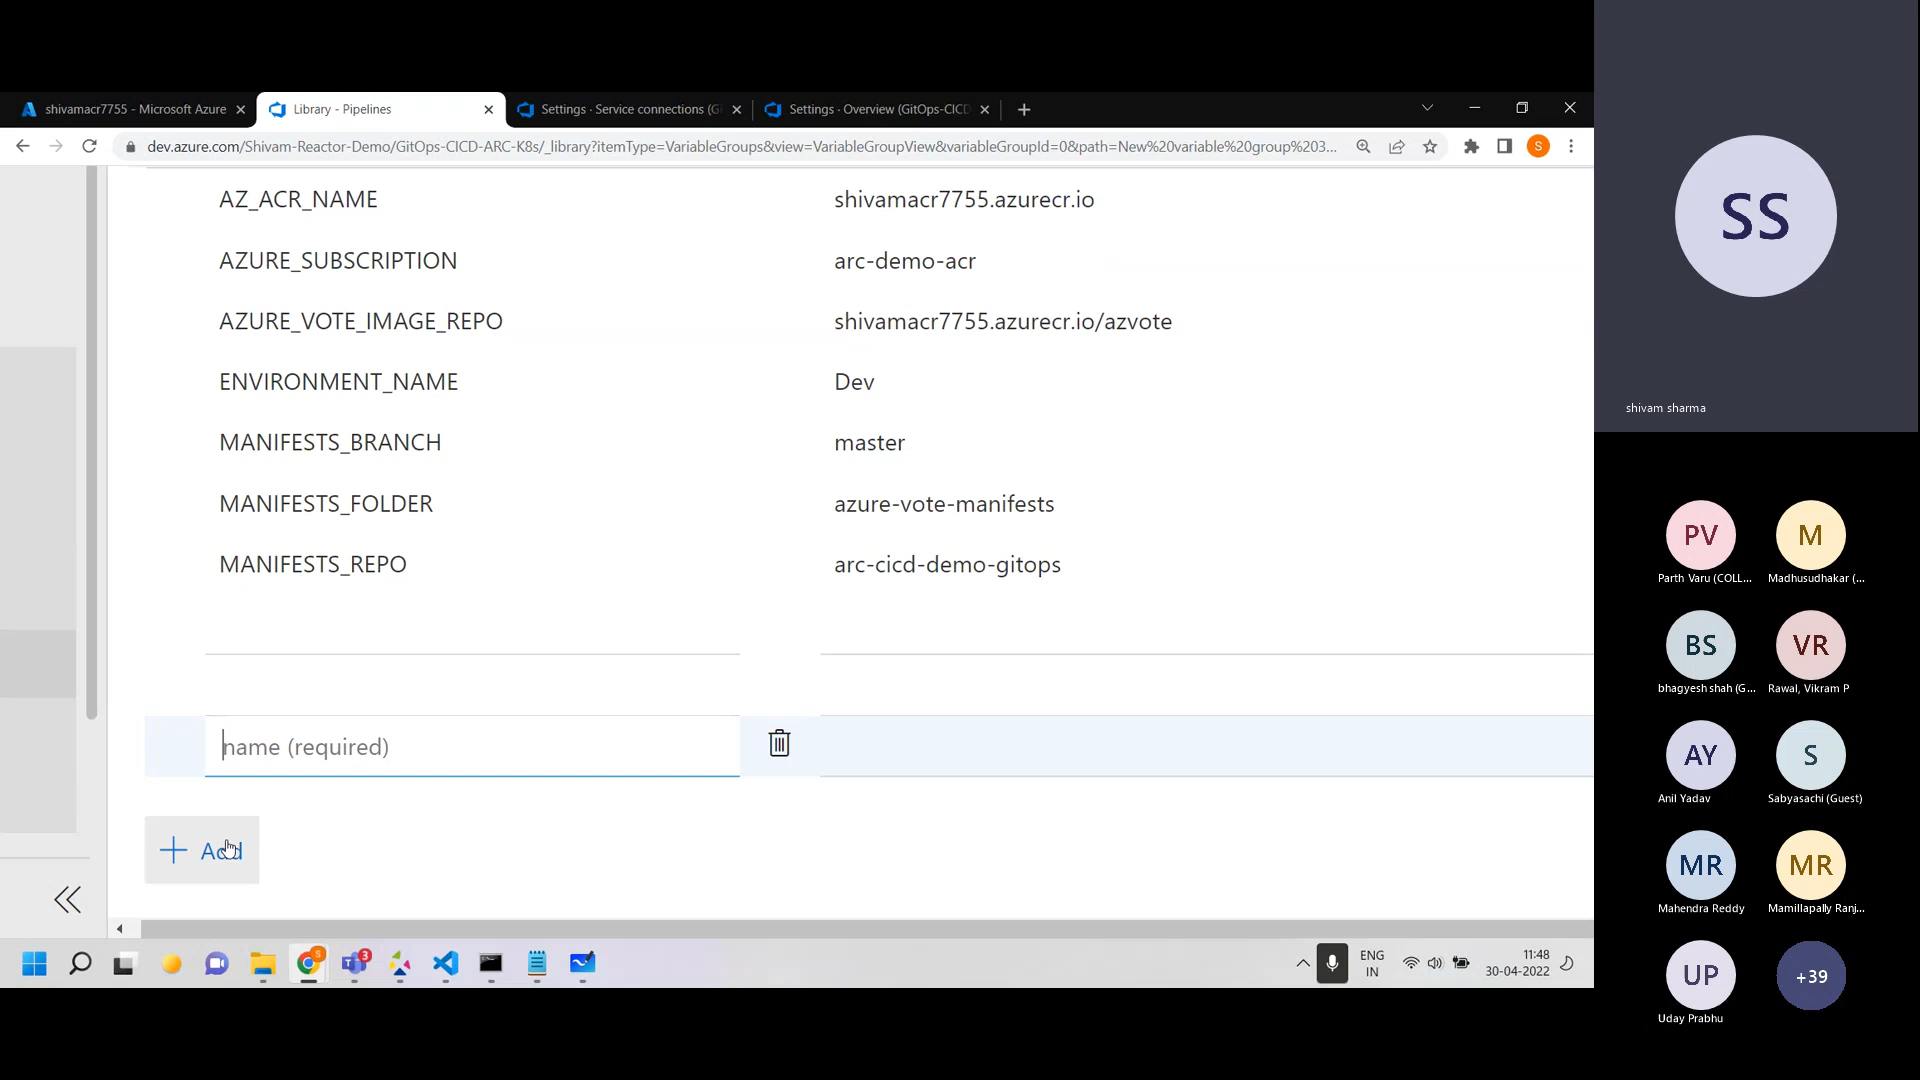 shivamacr7755 - Microsoft Azure
Library - Pipelines
Settings · Service connections (Gi
Settings · Overview (GitOps-CICD
dev.azure.com/Shivam-Reactor-Demo/GitOps-CICD-ARC-K8s/_library?itemType=VariableGroups&view=VariableGroupView&variableGroupId=0&path=New%20variable%20group%203...
S
AZ_ACR_NAME shivamacr7755.azurecr.io
AZURE_SUBSCRIPTION arc-demo-acr
AZURE_VOTE_IMAGE_REPO shivamacr7755.azurecr.io/azvote
ENVIRONMENT_NAME Dev
MANIFESTS_BRANCH master
MANIFESTS_FOLDER azure-vote-manifests
MANIFESTS_REPO arc-cicd-demo-gitops
name (required)
Add
S
3
ENG
IN
11:48
30-04-2022
SS
shivam sharma
PV
Parth Varu (COLL...
M
Madhusudhakar (...
BS
bhagyesh shah (G...
VR
Rawal, Vikram P
AY
Anil Yadav
S
Sabyasachi (Guest)
MR
Mahendra Reddy
MR
Mamillapally Ranj...
UP
Uday Prabhu
+39